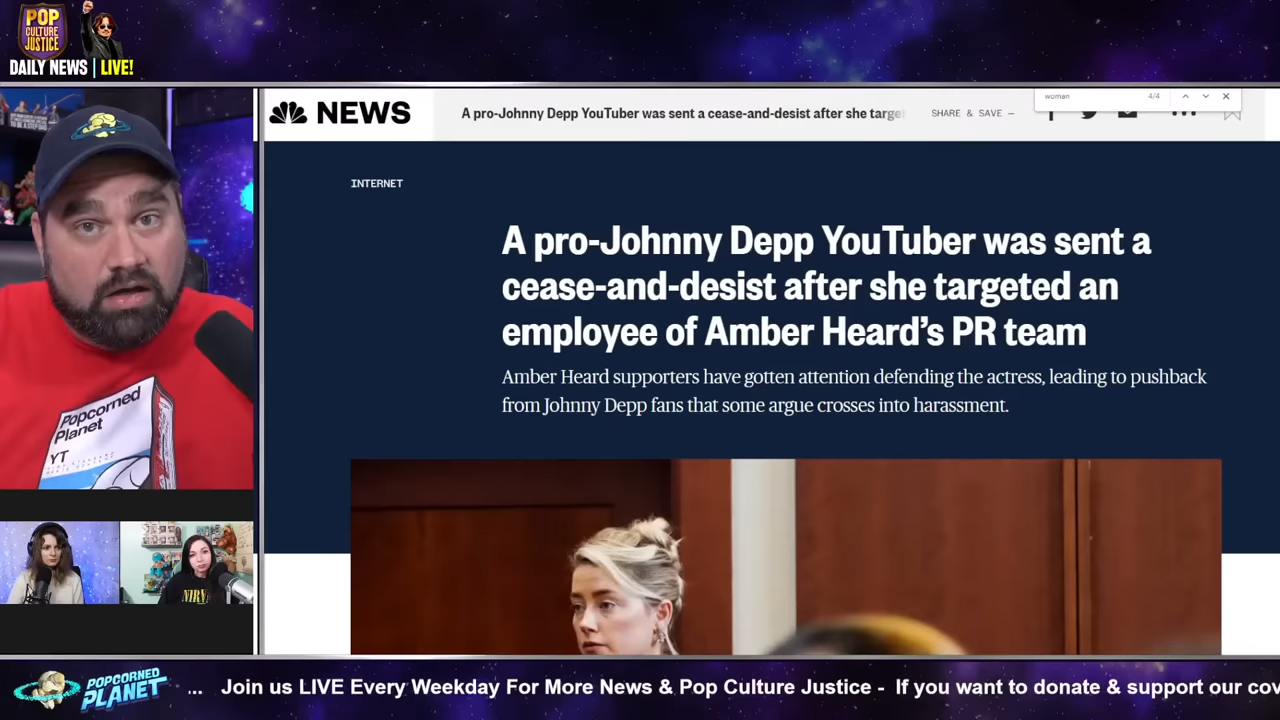 POP
CULTURE
JUSTICE
DAILY NEWS | LIVE!
NEWS
A pro-Johnny Depp YouTuber was sent a cease-and-desist after she targe
SHARE & SAVE —
woman
4/4
INTERNET
A pro-Johnny Depp YouTuber was sent a
cease-and-desist after she targeted an
employee of Amber Heard’s PR team
Amber Heard supporters have gotten attention defending the actress, leading to pushback
from Johnny Depp fans that some argue crosses into harassment.
Popcorned
Planet
YT
NIRV
POPCORNED
PLANET
... Join us LIVE Every Weekday For More News & Pop Culture Justice - If you want to donate & support our cov